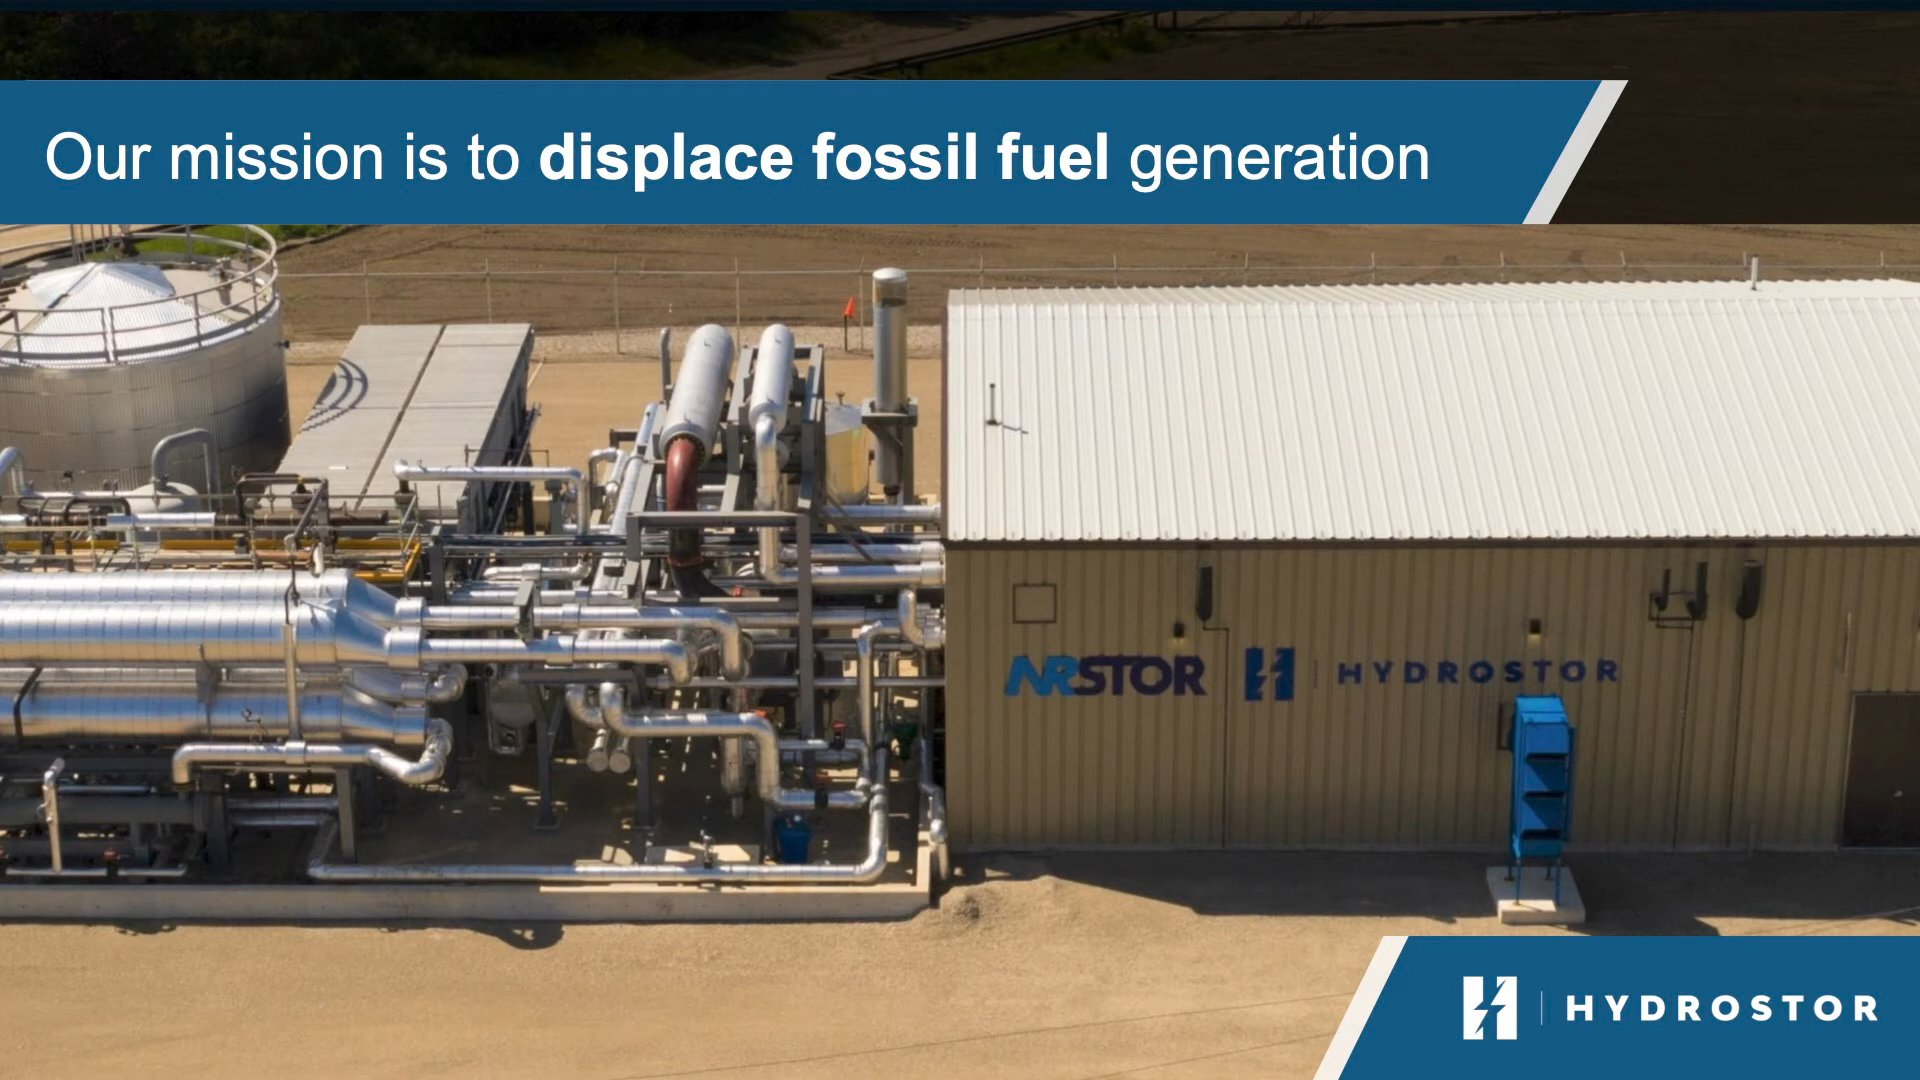 Our mission is to displace fossil fuel generation
NRSTOR
HYDROSTOR
HYDROSTOR